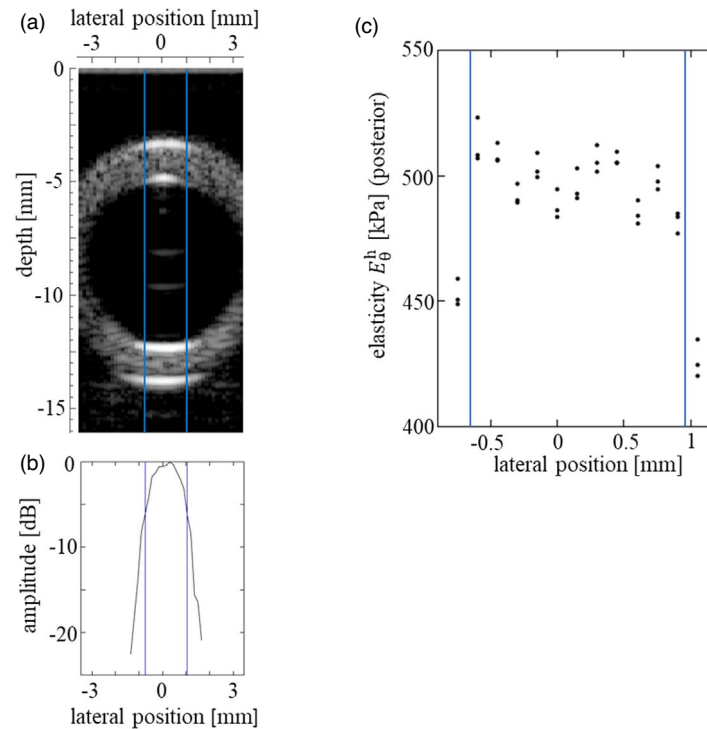 (a)
lateral position [mm]
-3 0 3
0
-5
-10
-15
depth [mm]
(b)
0
-10
-20
amplitude [dB]
-3 0 3
lateral position [mm]
(c)
550
500
450
400
elasticity E_θ^h [kPa] (posterior)
-0.5 0 0.5 1
lateral position [mm]